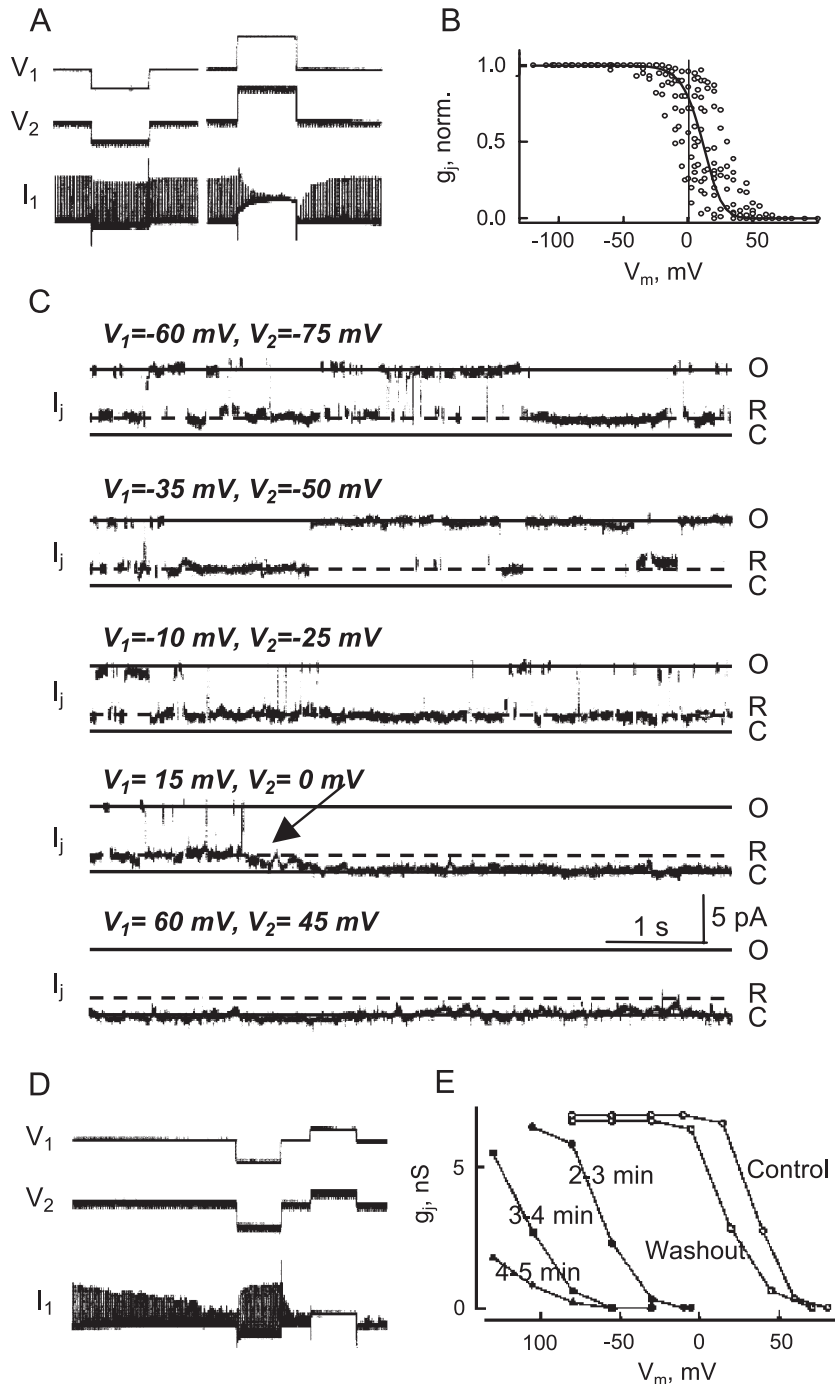 A
V1
V2
I1
B
gj, norm.
1.0
0.5
0.0
-100
-50
0
50
Vm, mV
C
V1=-60 mV, V2=-75 mV
Ij
O
R
C
V1=-35 mV, V2=-50 mV
Ij
O
R
C
V1=-10 mV, V2=-25 mV
Ij
O
R
C
V1= 15 mV, V2= 0 mV
Ij
O
R
C
1 s
5 pA
V1= 60 mV, V2= 45 mV
Ij
O
R
C
D
V1
V2
I1
E
gj, nS
5
0
2-3 min
3-4 min
4-5 min
Control
Washout
100
-50
0
50
Vm, mV